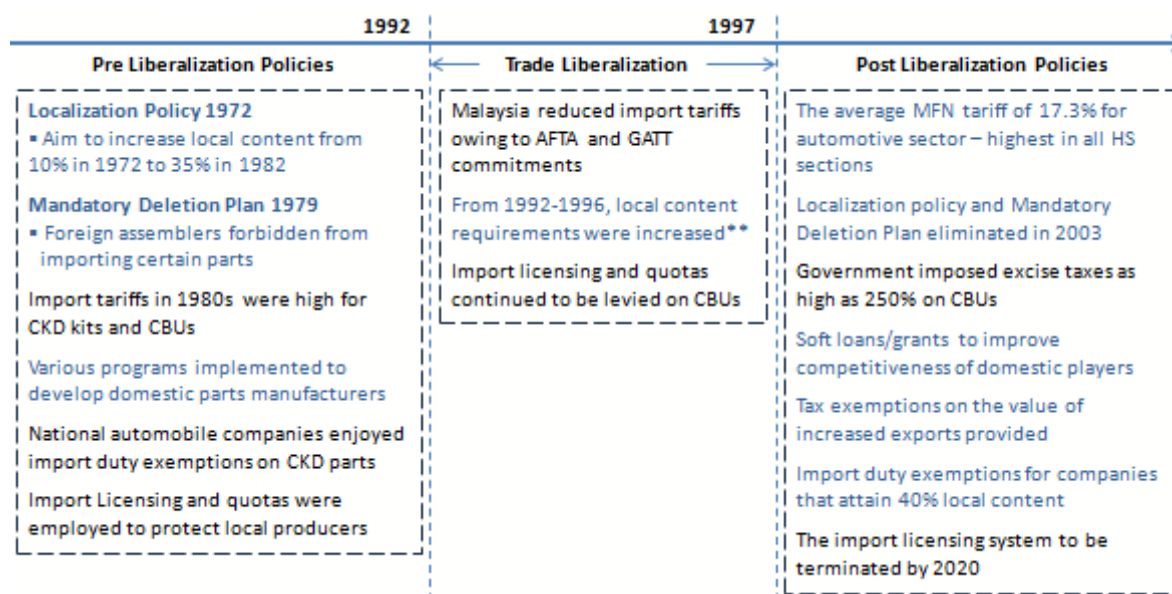 1992
1997
Pre Liberalization Policies
Trade Liberalization
Post Liberalization Policies
Localization Policy 1972
▪ Aim to increase local content from
10% in 1972 to 35% in 1982
Mandatory Deletion Plan 1979
▪ Foreign assemblers forbidden from
importing certain parts
Import tariffs in 1980s were high for
CKD kits and CBUs
Various programs implemented to
develop domestic parts manufacturers
National automobile companies enjoyed
import duty exemptions on CKD parts
Import Licensing and quotas were
employed to protect local producers
Malaysia reduced import tariffs
owing to AFTA and GATT
commitments
From 1992-1996, local content
requirements were increased**
Import licensing and quotas
continued to be levied on CBUs
The average MFN tariff of 17.3% for
automotive sector – highest in all HS
sections
Localization policy and Mandatory
Deletion Plan eliminated in 2003
Government imposed excise taxes as
high as 250% on CBUs
Soft loans/grants to improve
competitiveness of domestic players
Tax exemptions on the value of
increased exports provided
Import duty exemptions for companies
that attain 40% local content
The import licensing system to be
terminated by 2020